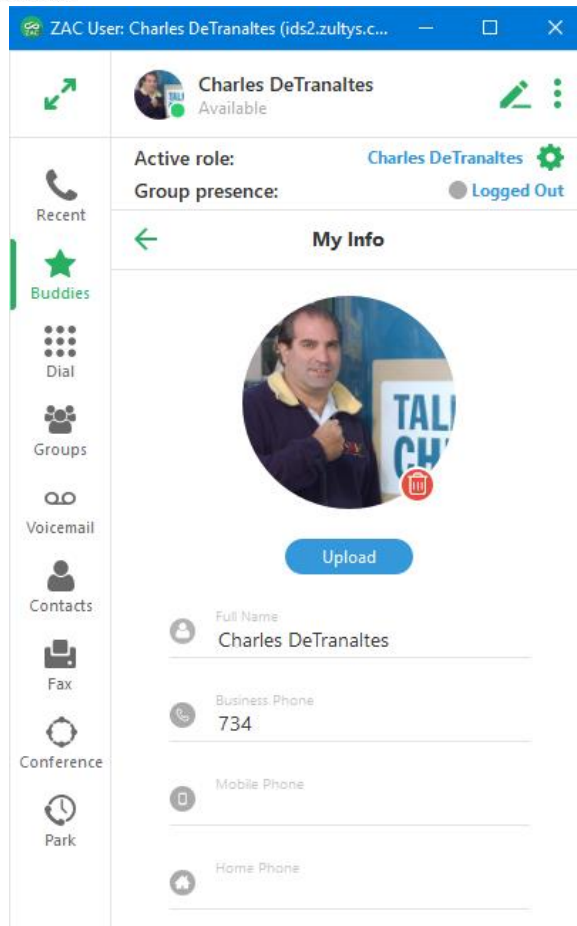 ZAC User: Charles DeTranaltes (ids2.zultys.c...
Charles DeTranaltes
Available
Active role: Charles DeTranaltes
Group presence: Logged Out
My Info
Recent
Buddies
Dial
Groups
Voicemail
Contacts
Fax
Conference
Park
Upload
Full Name
Charles DeTranaltes
Business Phone
734
Mobile Phone
Home Phone